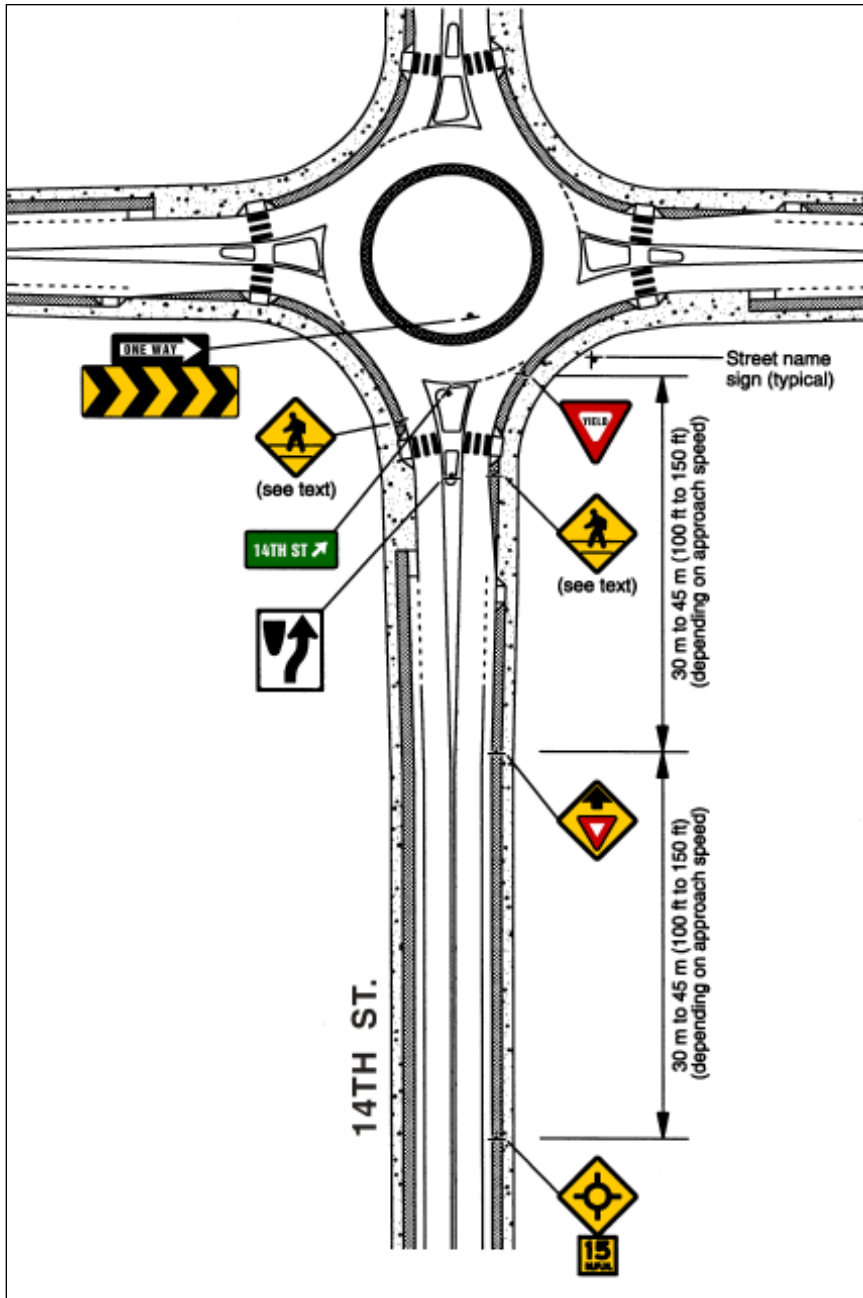 ONE WAY
Street name
sign (typical)
YIELD
(see text)
14TH ST
(see text)
30 m to 45 m (100 ft to 150 ft)
(depending on approach speed)
30 m to 45 m (100 ft to 150 ft)
(depending on approach speed)
14TH ST.
15
M.P.H.